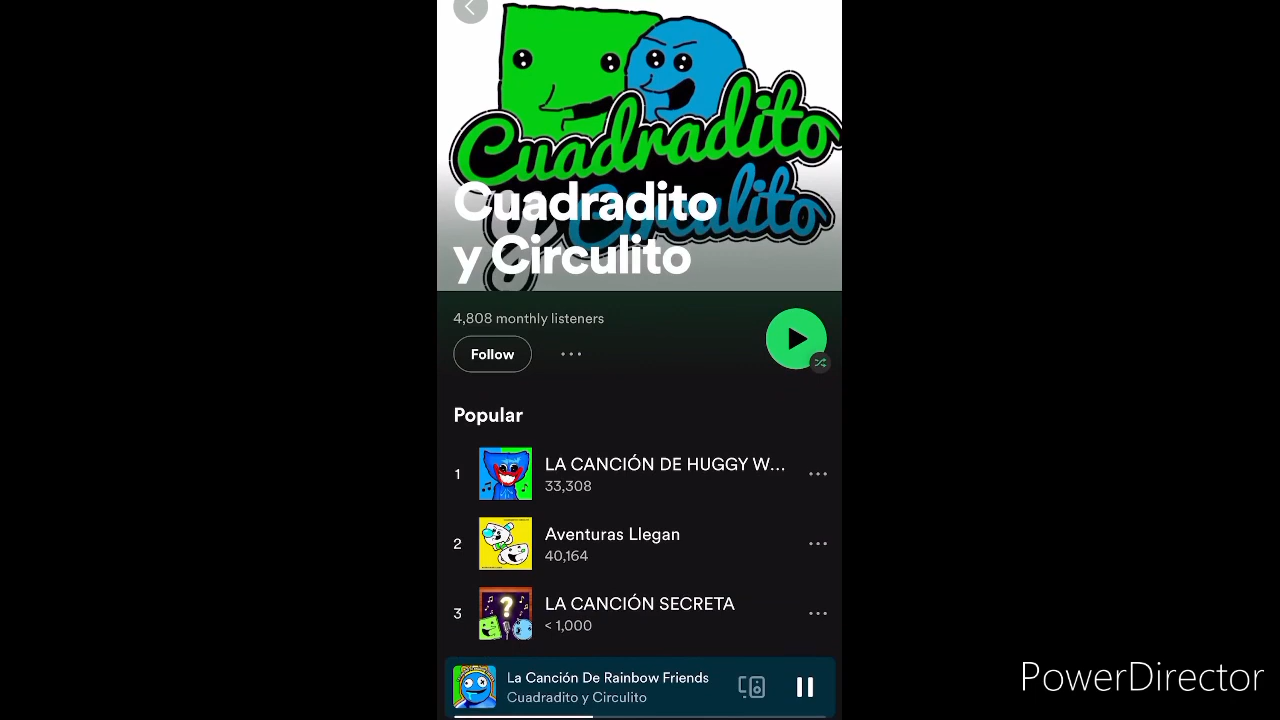 Cuadradito
y Circulito
Cuadradito
y Circulito
4,808 monthly listeners
Follow
Popular
1
LA CANCIÓN DE HUGGY W...
33,308
2
Aventuras Llegan
40,164
3
LA CANCIÓN SECRETA
< 1,000
?
La Canción De Rainbow Friends
Cuadradito y Circulito
PowerDirector